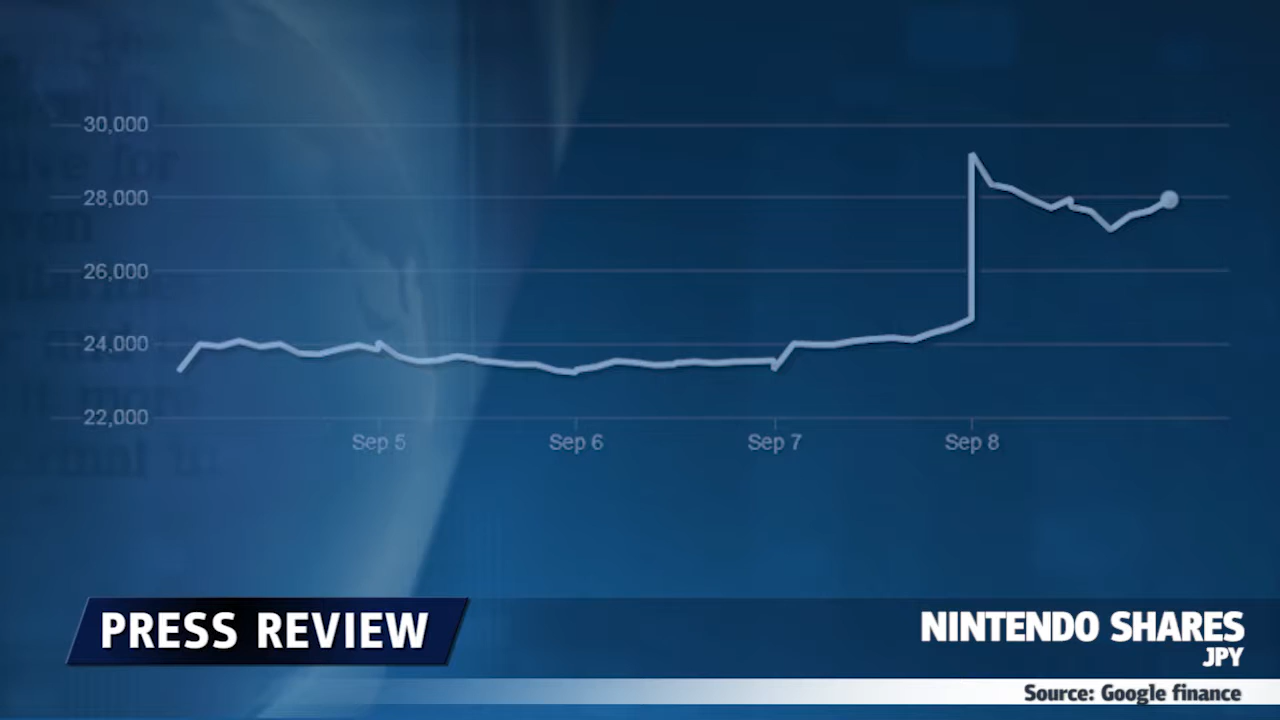 30,000
28,000
26,000
24,000
22,000
Sep 5 Sep 6 Sep 7 Sep 8
PRESS REVIEW
NINTENDO SHARES
JPY
Source: Google finance